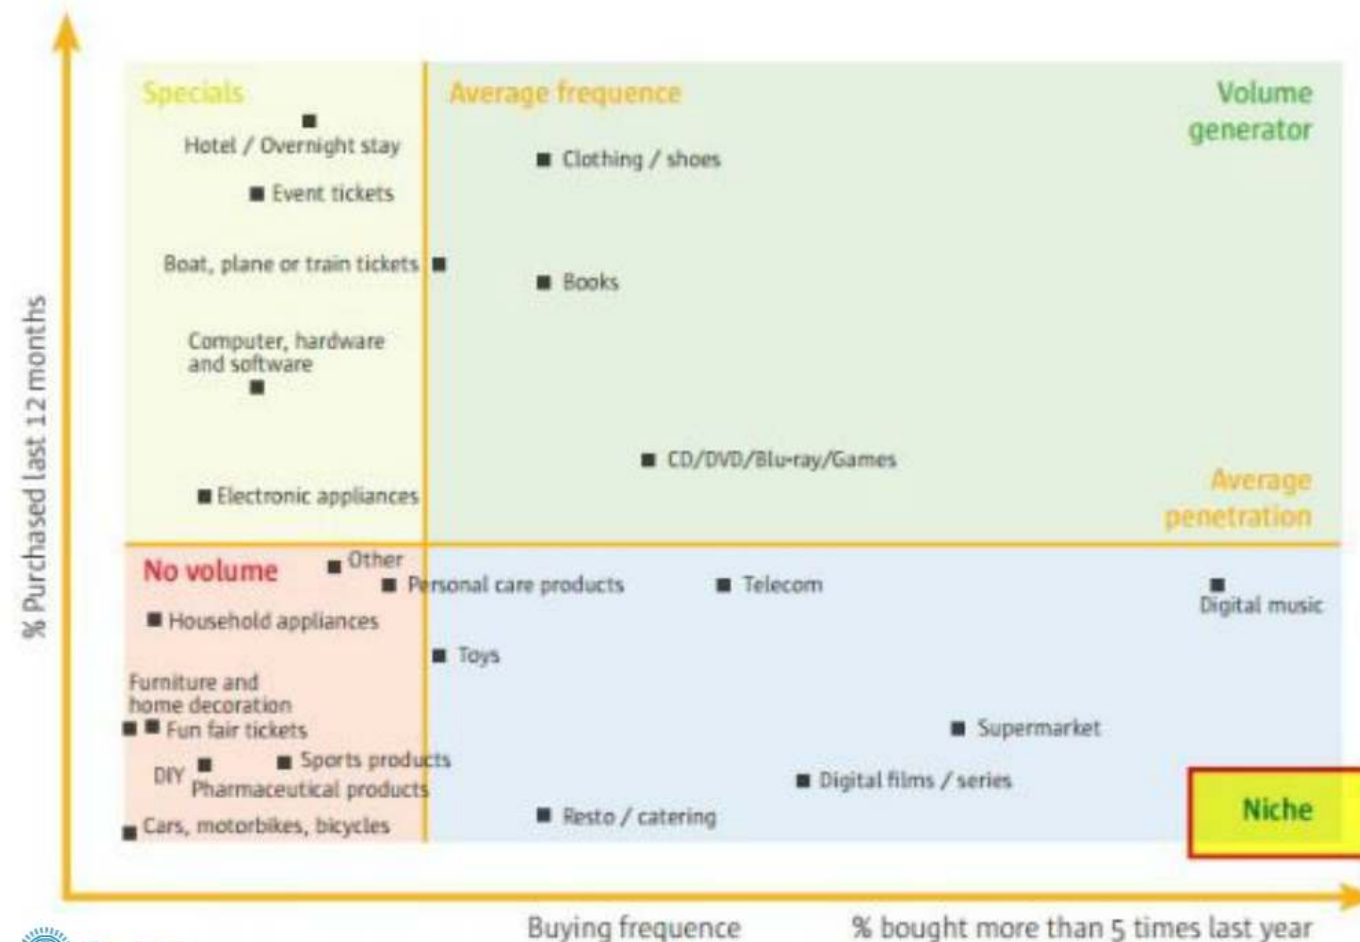 Specials
Average frequence
Volume
generator
Hotel / Overnight stay
Clothing / shoes
Event tickets
Boat, plane or train tickets
Books
Computer, hardware
and software
CD/DVD/Blu-ray/Games
Electronic appliances
Average
penetration
% Purchased last 12 months
No volume
Other
Personal care products
Telecom
Digital music
Household appliances
Toys
Furniture and
home decoration
Fun fair tickets
Supermarket
Sports products
DIY
Pharmaceutical products
Digital films / series
Niche
Resto / catering
Cars, motorbikes, bicycles
Buying frequence
% bought more than 5 times last year